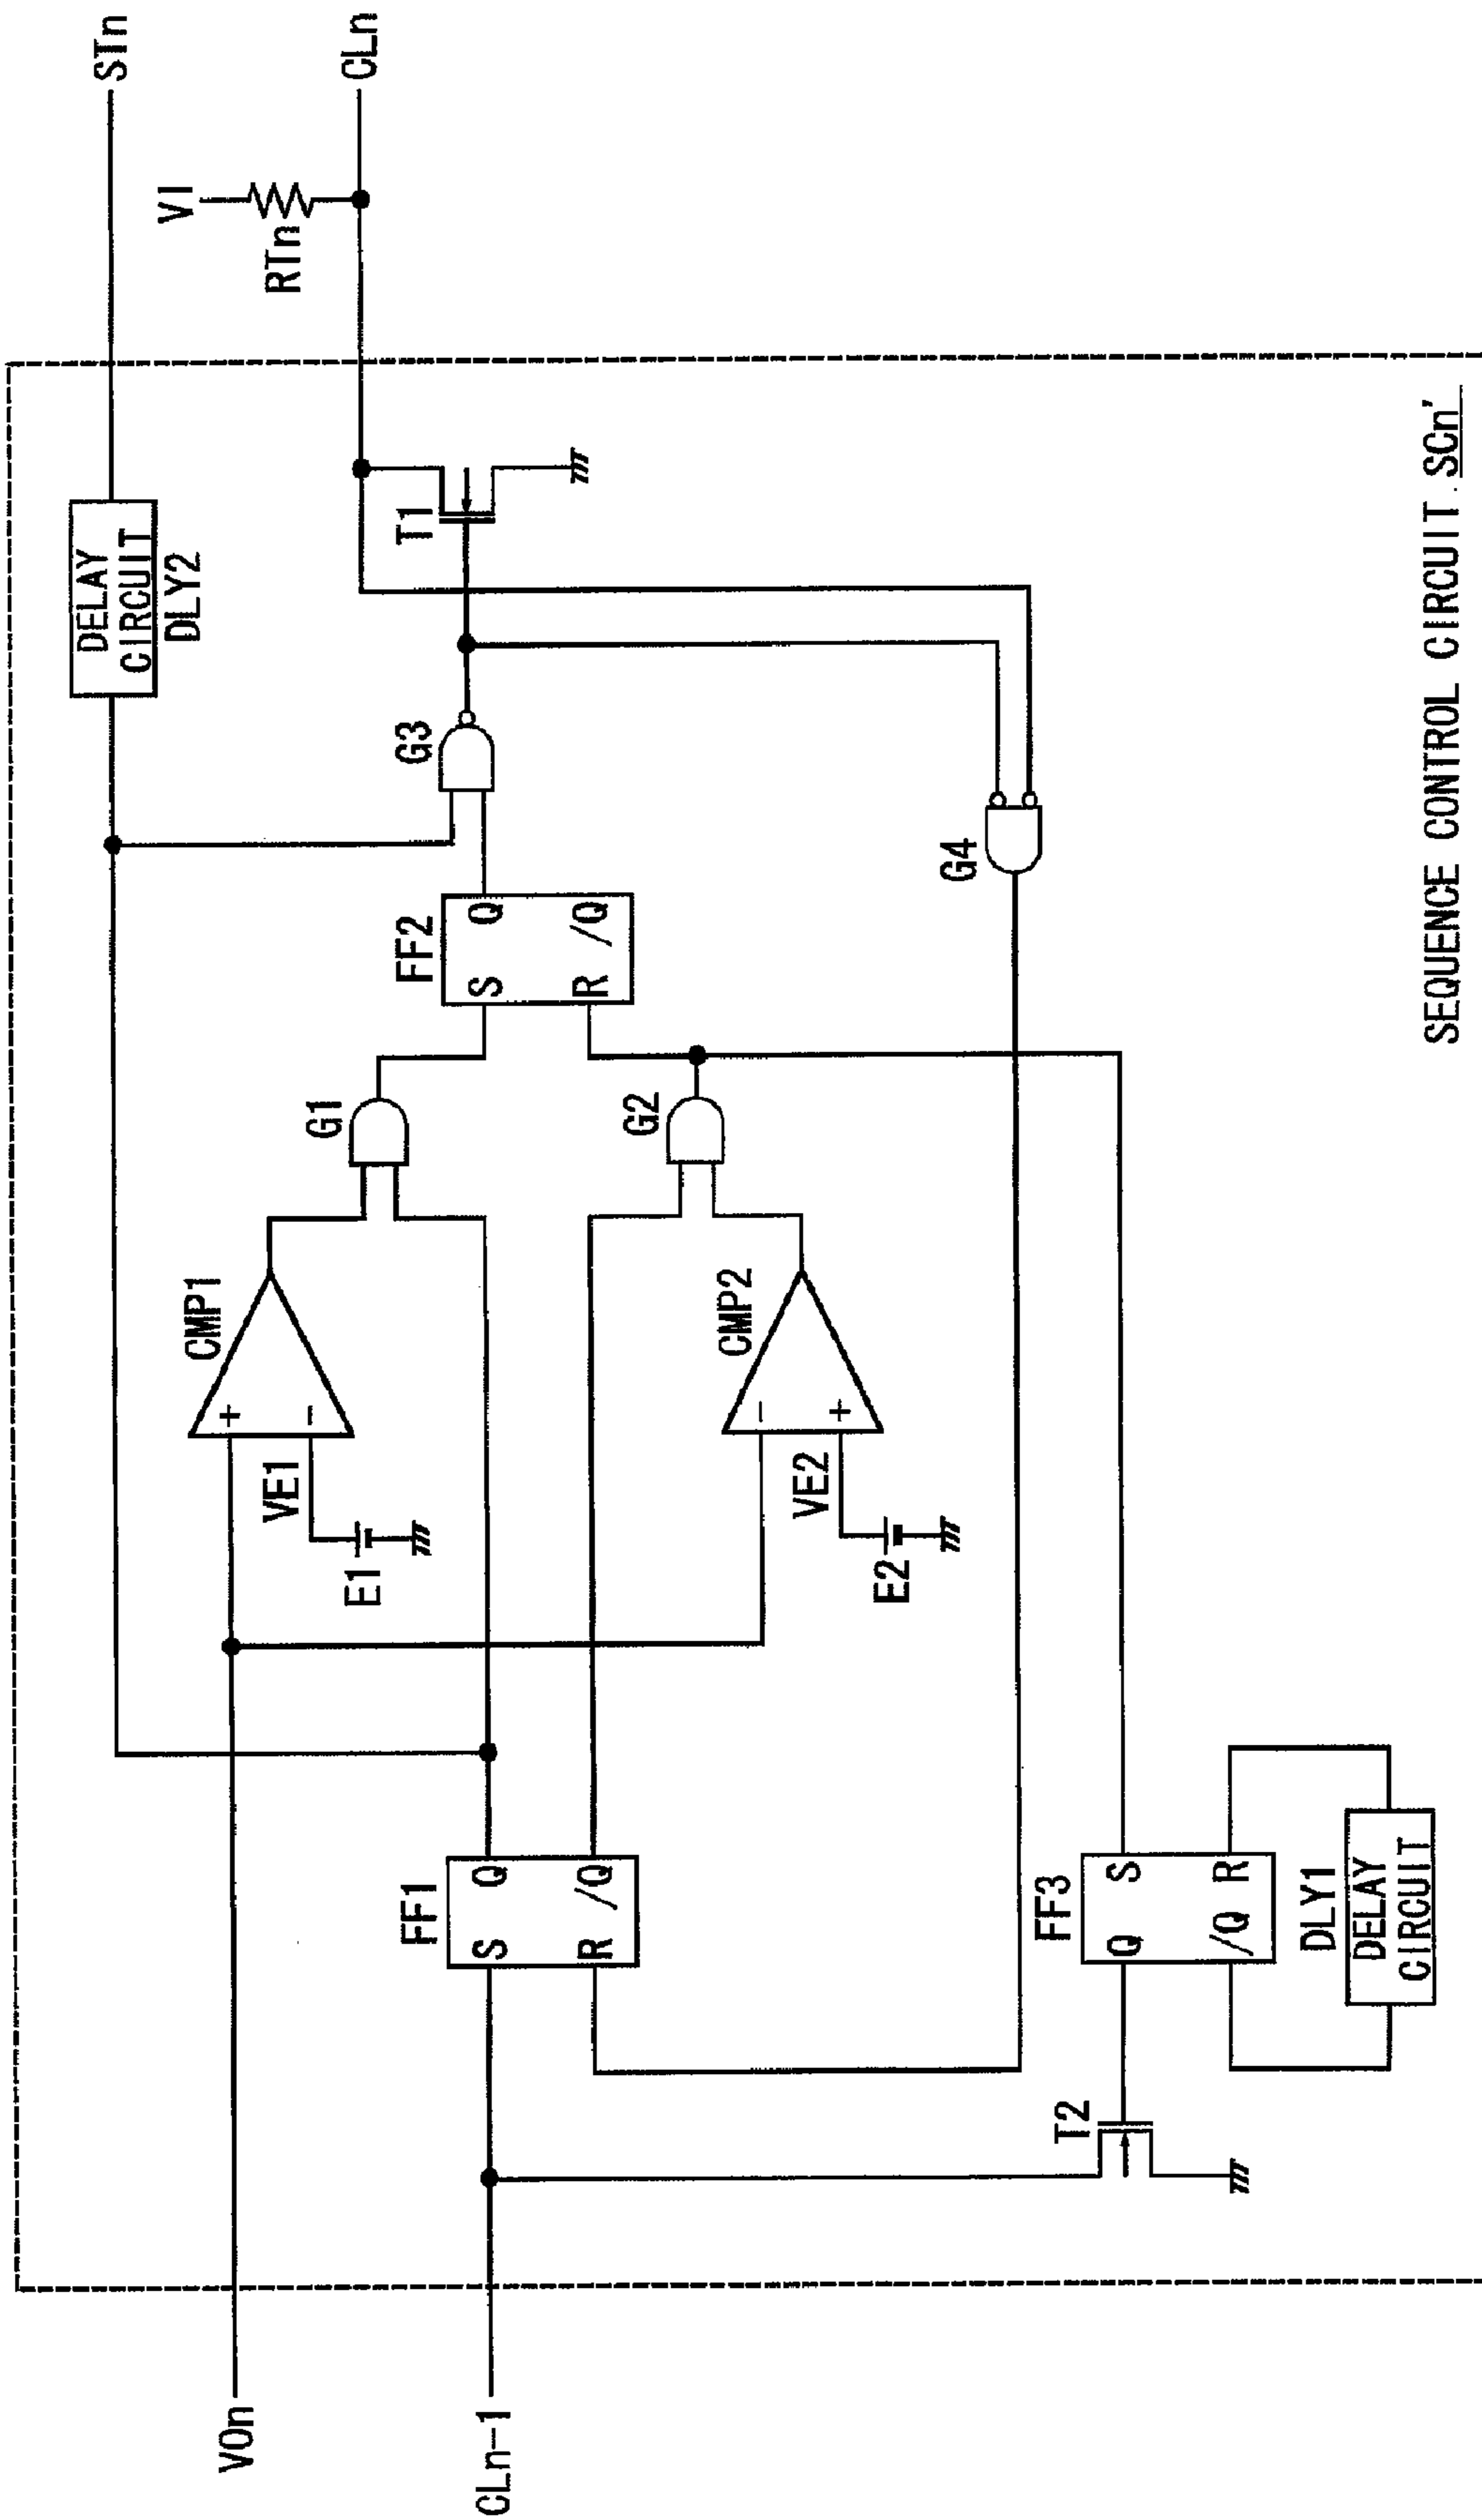 STn
CLn
VI
RTn
DELAY
CIRCUIT
DLY2
T1
G3
G4
FF2
S
Q
R
/Q
G1
G2
CMP1
+
-
VE1
E1
CMP2
-
+
VE2
E2
FF1
S
Q
R
/Q
FF3
Q
S
/Q
R
DLY1
DELAY
CIRCUIT
T2
VOn
CLn-1
SEQUENCE CONTROL CIRCUIT SCn'